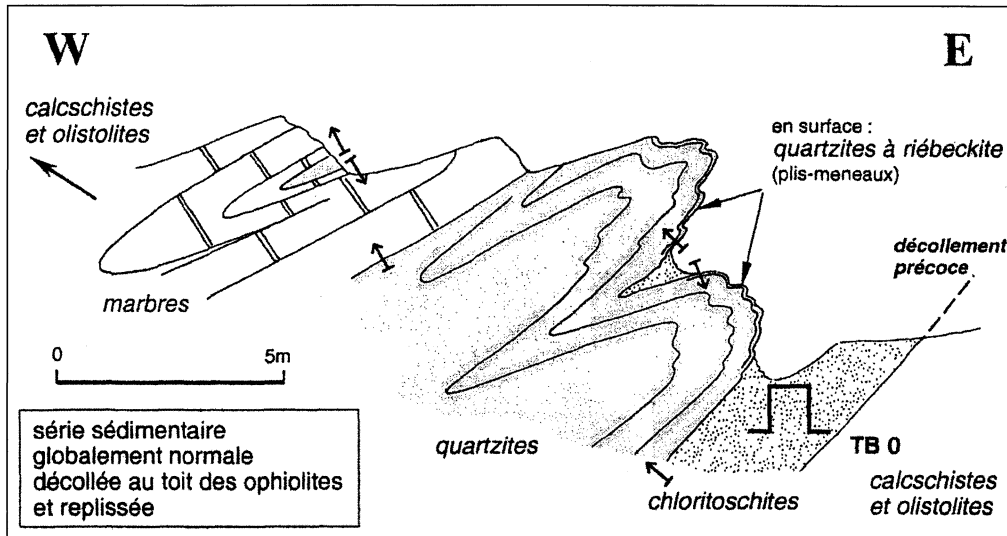 W
E
calcschistes
et olistolites
en surface :
quartzites à riébeckite
(plis-meneaux)
décollement
précoce
marbres
0
5m
série sédimentaire
globalement normale
décollée au toit des ophiolites
et replissée
quartzites
chloritoschites
TB 0
calcschistes
et olistolites